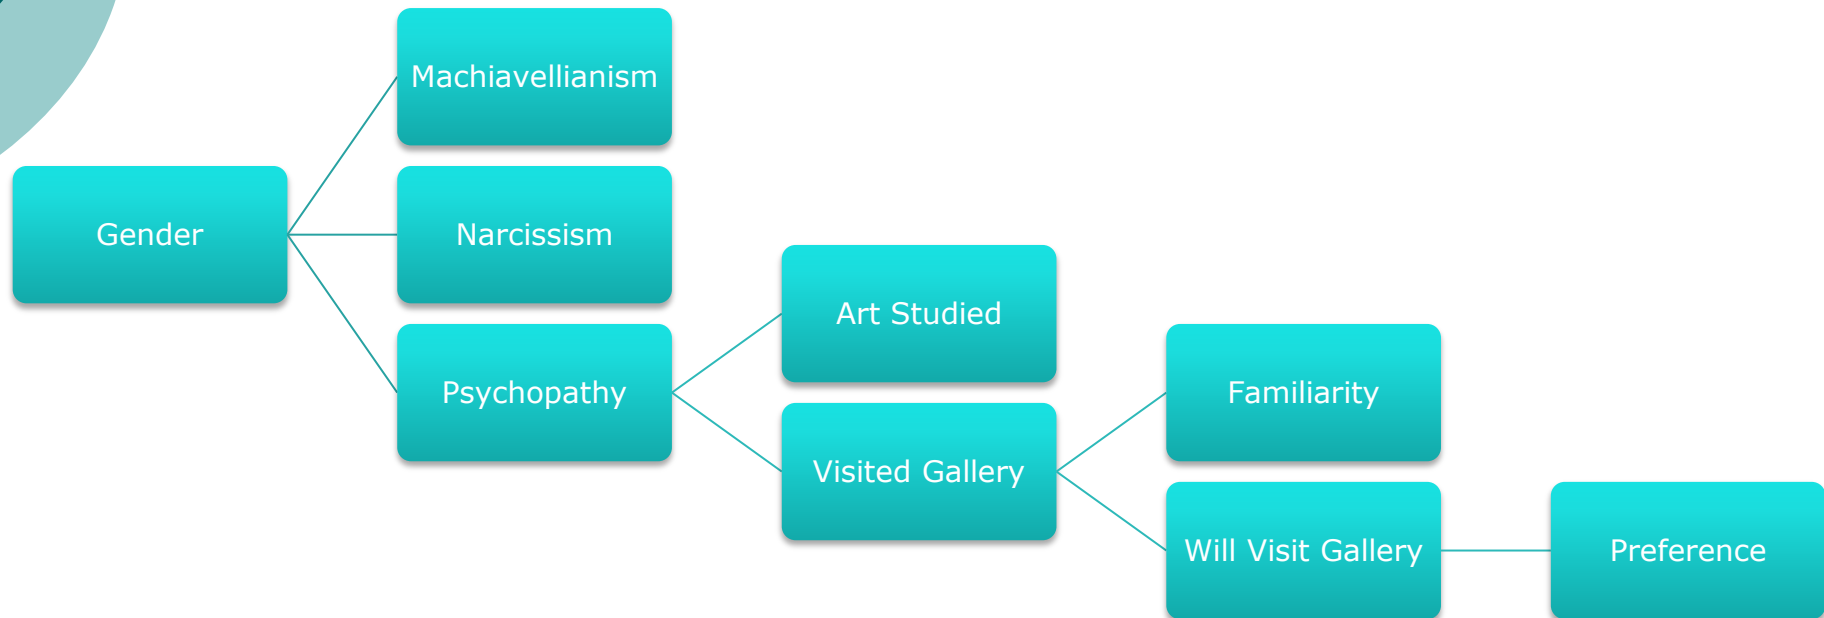 Machiavellianism
Gender
Narcissism
Psychopathy
Art Studied
Visited Gallery
Familiarity
Will Visit Gallery
Preference